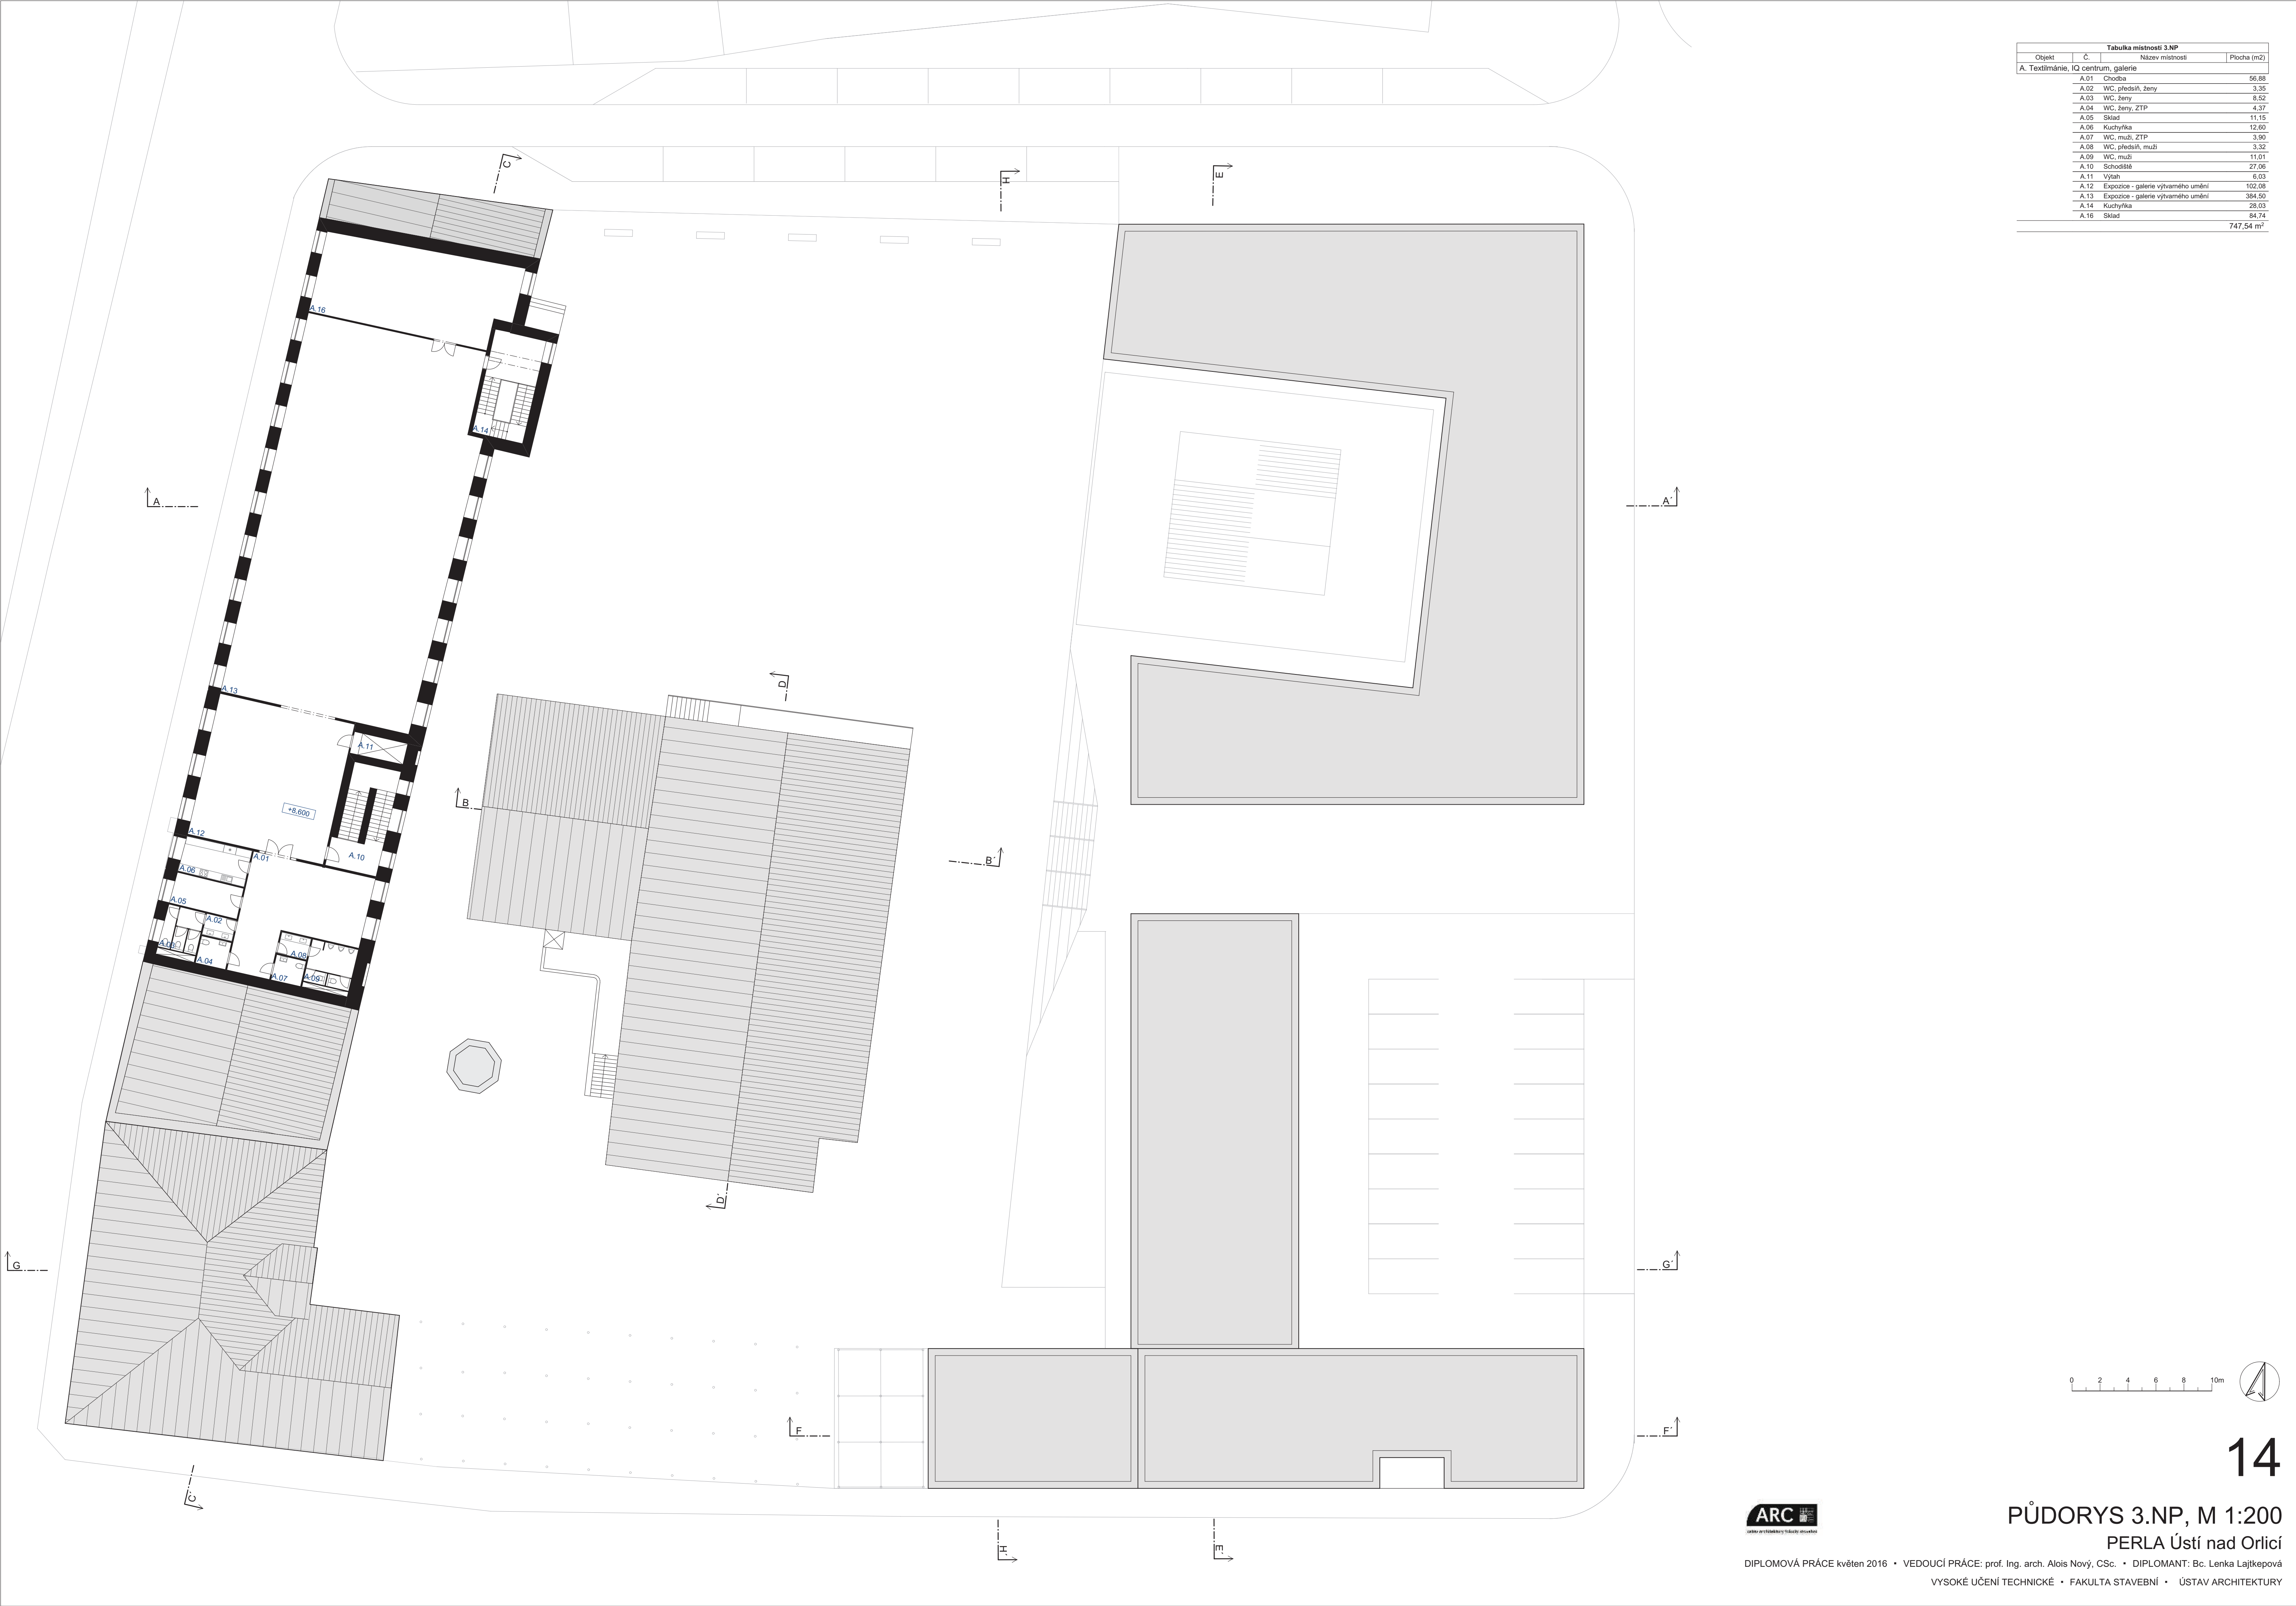 Tabulka místností 3.NP
Objekt Č. Název místnosti Plocha (m2)
A. Textilmánie, IQ centrum, galerie
A.01 Chodba 56,88
A.02 WC, předsíň, ženy 3,35
A.03 WC, ženy 8,52
A.04 WC, ženy, ZTP 4,37
A.05 Sklad 11,15
A.06 Kuchyňka 12,60
A.07 WC, muži, ZTP 3,90
A.08 WC, předsíň, muži 3,32
A.09 WC, muži 11,01
A.10 Schodiště 27,06
A.11 Výtah 6,03
A.12 Expozice - galerie výtvarného umění 102,08
A.13 Expozice - galerie výtvarného umění 384,50
A.14 Kuchyňka 28,03
A.16 Sklad 84,74
747,54 m²
C
H
E
A.16
A.14
A
A´
A.13
D
A.11
B
+8,600
A.12
A.01
A.10
B´
A.06
A.05
A.02
A.03
A.04
A.08
A.07
A.09
D´
G
G´
F
F´
C´
H´
E´
0 2 4 6 8 10m
14
ARC
PŮDORYS 3.NP, M 1:200
PERLA Ústí nad Orlicí
DIPLOMOVÁ PRÁCE květen 2016 • VEDOUCÍ PRÁCE: prof. Ing. arch. Alois Nový, CSc. • DIPLOMANT: Bc. Lenka Lajtkepová
VYSOKÉ UČENÍ TECHNICKÉ • FAKULTA STAVEBNÍ • ÚSTAV ARCHITEKTURY